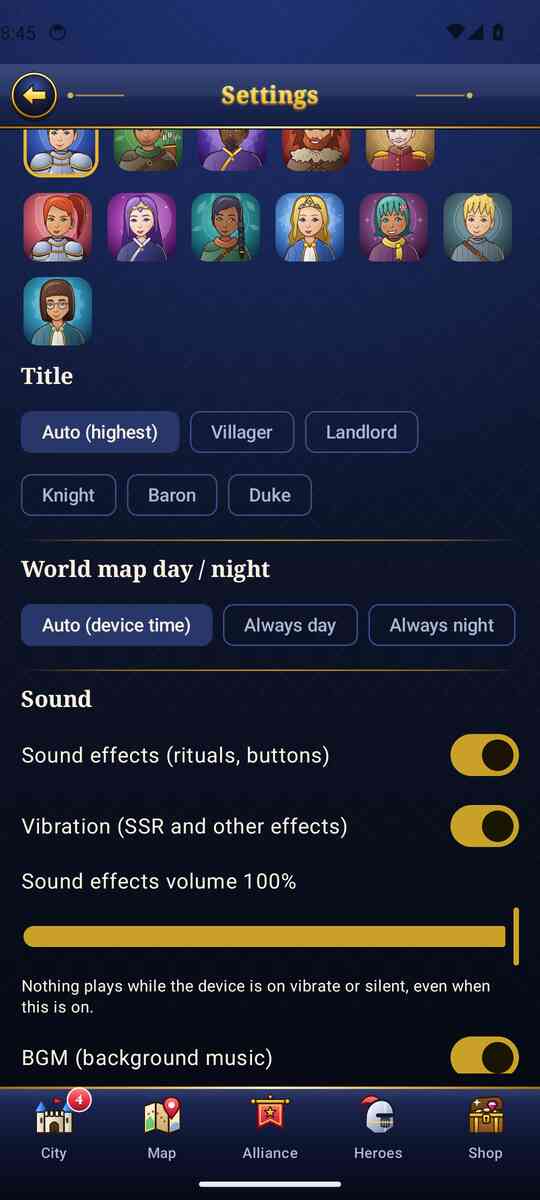 8:45
Settings
Title
Auto (highest)
Villager
Landlord
Knight
Baron
Duke
World map day / night
Auto (device time)
Always day
Always night
Sound
Sound effects (rituals, buttons)
Vibration (SSR and other effects)
Sound effects volume 100%
Nothing plays while the device is on vibrate or silent, even when
this is on.
BGM (background music)
4
City
Map
Alliance
Heroes
Shop